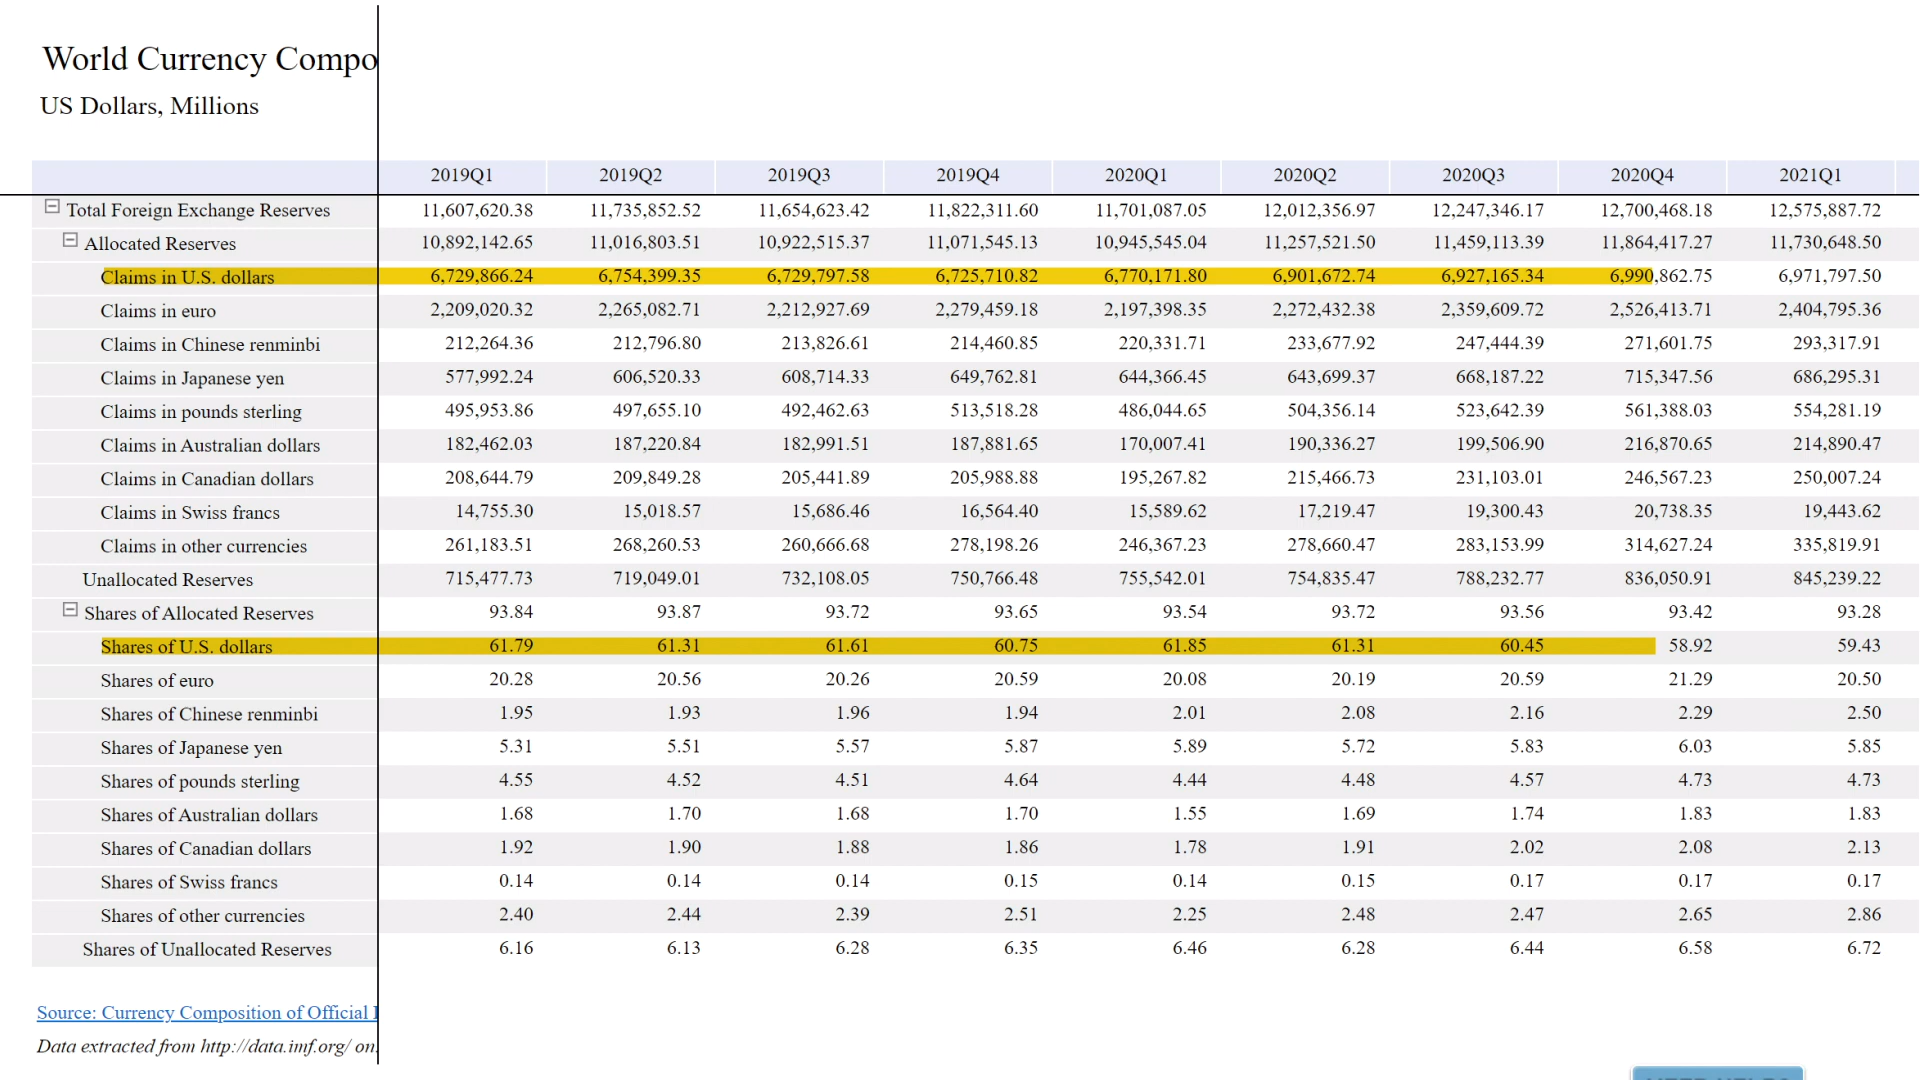 World Currency Compo
US Dollars, Millions
2019Q1 2019Q2 2019Q3 2019Q4 2020Q1 2020Q2 2020Q3 2020Q4 2021Q1
Total Foreign Exchange Reserves 11,607,620.38 11,735,852.52 11,654,623.42 11,822,311.60 11,701,087.05 12,012,356.97 12,247,346.17 12,700,468.18 12,575,887.72
Allocated Reserves 10,892,142.65 11,016,803.51 10,922,515.37 11,071,545.13 10,945,545.04 11,257,521.50 11,459,113.39 11,864,417.27 11,730,648.50
Claims in U.S. dollars 6,729,866.24 6,754,399.35 6,729,797.58 6,725,710.82 6,770,171.80 6,901,672.74 6,927,165.34 6,990,862.75 6,971,797.50
Claims in euro 2,209,020.32 2,265,082.71 2,212,927.69 2,279,459.18 2,197,398.35 2,272,432.38 2,359,609.72 2,526,413.71 2,404,795.36
Claims in Chinese renminbi 212,264.36 212,796.80 213,826.61 214,460.85 220,331.71 233,677.92 247,444.39 271,601.75 293,317.91
Claims in Japanese yen 577,992.24 606,520.33 608,714.33 649,762.81 644,366.45 643,699.37 668,187.22 715,347.56 686,295.31
Claims in pounds sterling 495,953.86 497,655.10 492,462.63 513,518.28 486,044.65 504,356.14 523,642.39 561,388.03 554,281.19
Claims in Australian dollars 182,462.03 187,220.84 182,991.51 187,881.65 170,007.41 190,336.27 199,506.90 216,870.65 214,890.47
Claims in Canadian dollars 208,644.79 209,849.28 205,441.89 205,988.88 195,267.82 215,466.73 231,103.01 246,567.23 250,007.24
Claims in Swiss francs 14,755.30 15,018.57 15,686.46 16,564.40 15,589.62 17,219.47 19,300.43 20,738.35 19,443.62
Claims in other currencies 261,183.51 268,260.53 260,666.68 278,198.26 246,367.23 278,660.47 283,153.99 314,627.24 335,819.91
Unallocated Reserves 715,477.73 719,049.01 732,108.05 750,766.48 755,542.01 754,835.47 788,232.77 836,050.91 845,239.22
Shares of Allocated Reserves 93.84 93.87 93.72 93.65 93.54 93.72 93.56 93.42 93.28
Shares of U.S. dollars 61.79 61.31 61.61 60.75 61.85 61.31 60.45 58.92 59.43
Shares of euro 20.28 20.56 20.26 20.59 20.08 20.19 20.59 21.29 20.50
Shares of Chinese renminbi 1.95 1.93 1.96 1.94 2.01 2.08 2.16 2.29 2.50
Shares of Japanese yen 5.31 5.51 5.57 5.87 5.89 5.72 5.83 6.03 5.85
Shares of pounds sterling 4.55 4.52 4.51 4.64 4.44 4.48 4.57 4.73 4.73
Shares of Australian dollars 1.68 1.70 1.68 1.70 1.55 1.69 1.74 1.83 1.83
Shares of Canadian dollars 1.92 1.90 1.88 1.86 1.78 1.91 2.02 2.08 2.13
Shares of Swiss francs 0.14 0.14 0.14 0.15 0.14 0.15 0.17 0.17 0.17
Shares of other currencies 2.40 2.44 2.39 2.51 2.25 2.48 2.47 2.65 2.86
Shares of Unallocated Reserves 6.16 6.13 6.28 6.35 6.46 6.28 6.44 6.58 6.72
Source: Currency Composition of Official
Data extracted from http://data.imf.org/ on